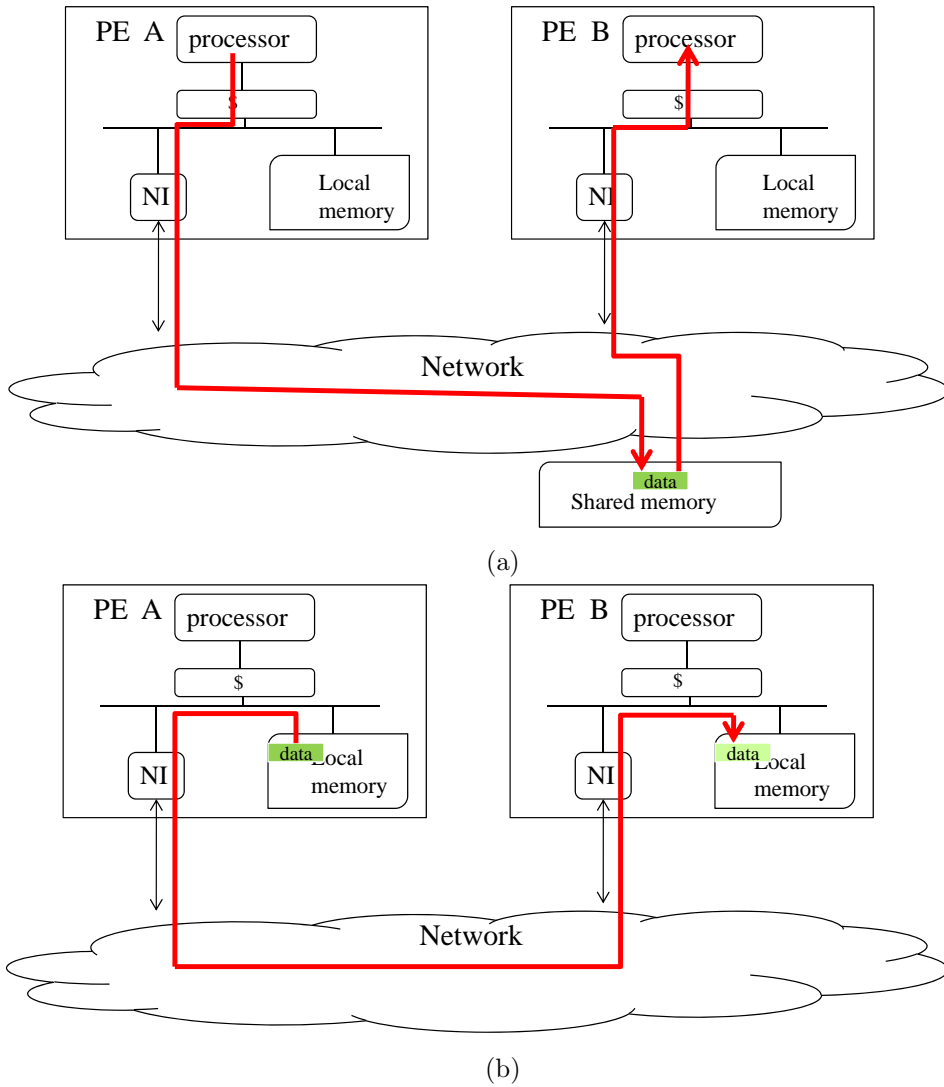 PE A
processor
$
NI
Local
memory
PE B
processor
$
NI
Local
memory
Network
data
Shared memory
(a)
PE A
processor
$
NI
data
Local
memory
PE B
processor
$
NI
data
Local
memory
Network
(b)